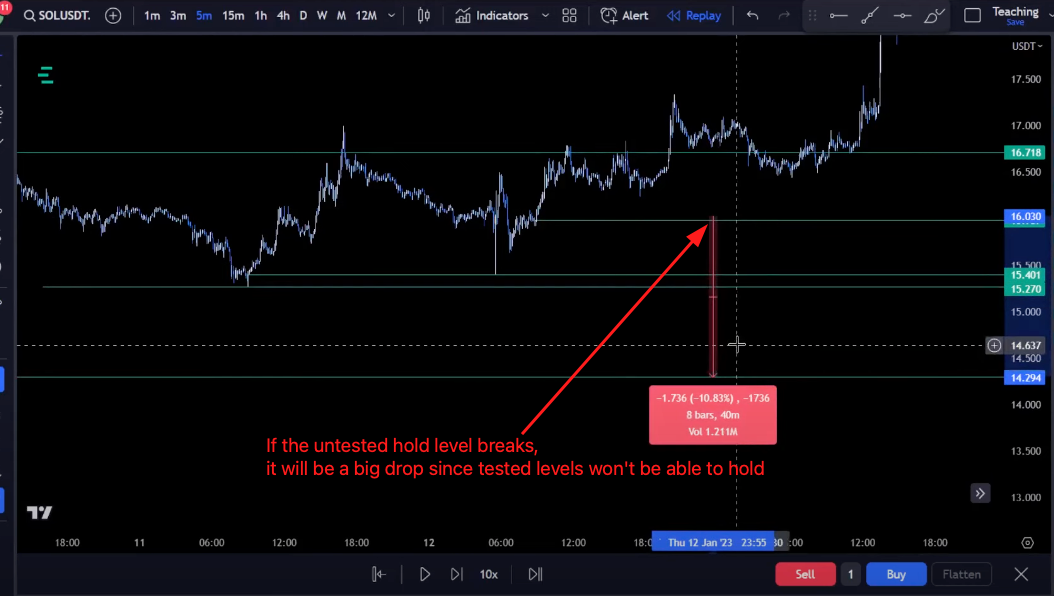 11
SOLUSDT.
1m 3m 5m 15m 1h 4h D W M 12M
Indicators
Alert
Replay
Teaching
Save
USDT
17.500
17.000
16.718
16.500
16.030
15.500
15.401
15.270
15.000
14.637
14.500
14.294
14.000
13.500
13.000
−1.736 (−10.83%) , −1736
8 bars, 40m
Vol 1.211M
If the untested hold level breaks,
it will be a big drop since tested levels won't be able to hold
18:00 11 06:00 12:00 18:00 12 06:00 12:00 Thu 12 Jan '23 23:55 12:00 18:00
10x
Sell 1 Buy Flatten